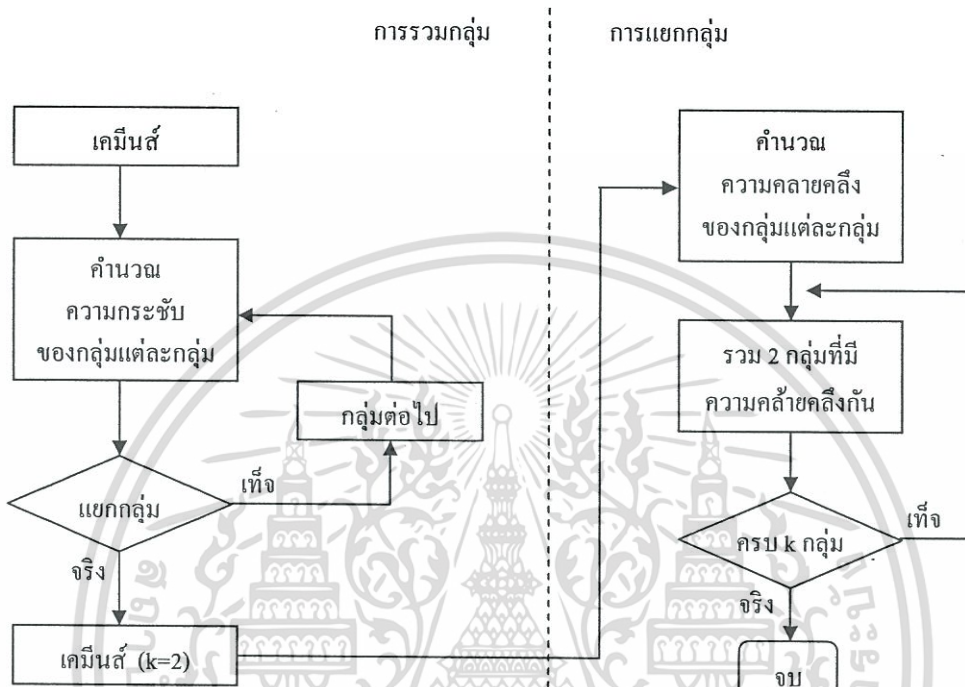 การรวมกลุ่ม
การแยกกลุ่ม
เคมีนส์
คำนวณ
ความกระชับ
ของกลุ่มแต่ละกลุ่ม
กลุ่มต่อไป
แยกกลุ่ม
เท็จ
จริง
เคมีนส์ (k=2)
คำนวณ
ความคลายคลึง
ของกลุ่มแต่ละกลุ่ม
รวม 2 กลุ่มที่มี
ความคล้ายคลึงกัน
ครบ k กลุ่ม
เท็จ
จริง
จบ